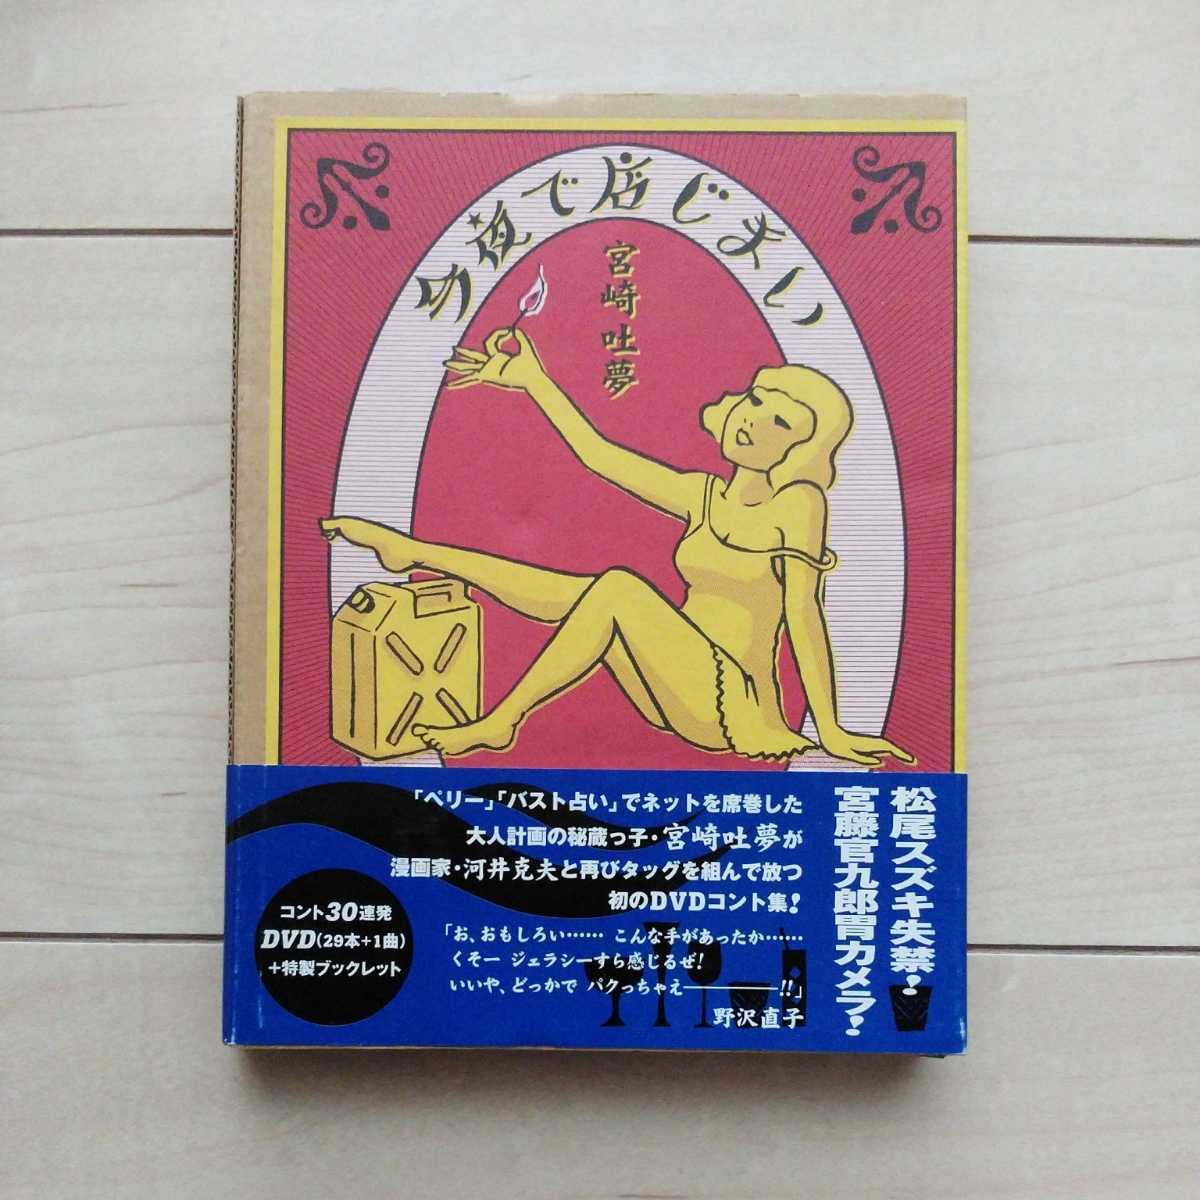 今夜で店じまい
宮崎吐夢
松尾スズキ失禁!
宮藤官九郎胃カメラ!
「ペリー」「バスト占い」でネットを席巻した
大人計画の秘蔵っ子・宮崎吐夢が
漫画家・河井克夫と再びタッグを組んで放つ
初のDVDコント集!
「お、おもしろい…… こんな手があったか……
くそー ジェラシーすら感じるぜ!
いいや、どっかで パクっちゃえ————!!」
野沢直子
コント30連発
DVD(29本+1曲)
+特製ブックレット